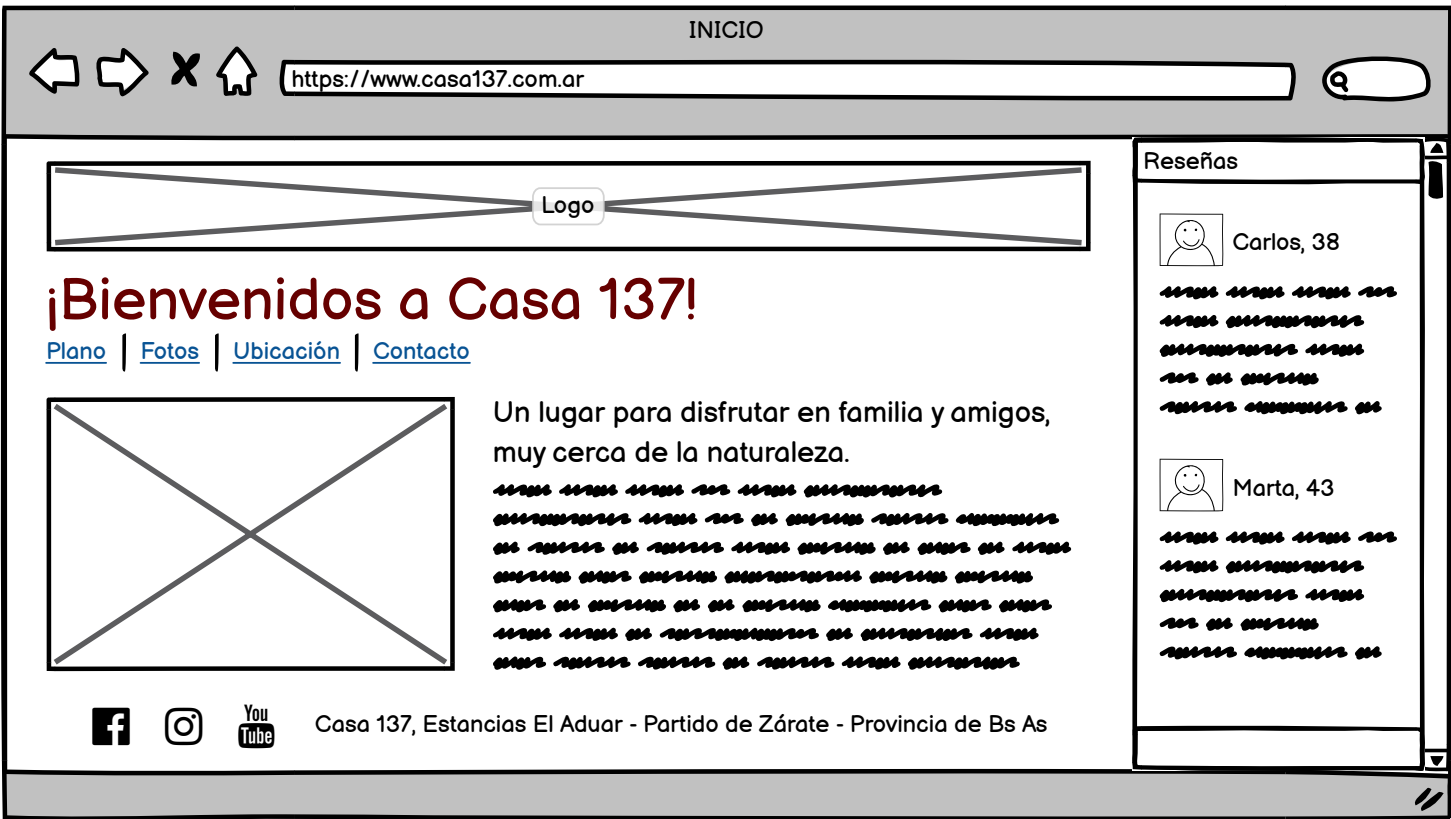 INICIO
https://www.casa137.com.ar
Logo
¡Bienvenidos a Casa 137!
Plano | Fotos | Ubicación | Contacto
Un lugar para disfrutar en familia y amigos,
muy cerca de la naturaleza.
You
Tube
Casa 137, Estancias El Aduar - Partido de Zárate - Provincia de Bs As
Reseñas
Carlos, 38
Marta, 43